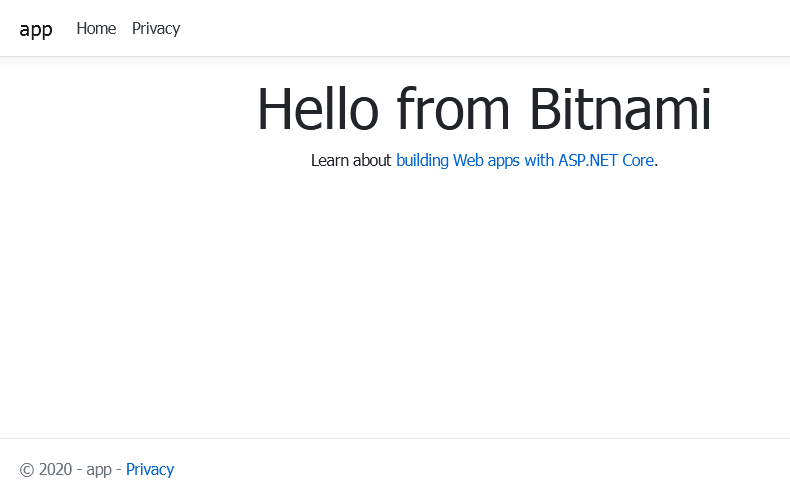 app Home Privacy
Hello from Bitnami
Learn about building Web apps with ASP.NET Core.
© 2020 - app - Privacy